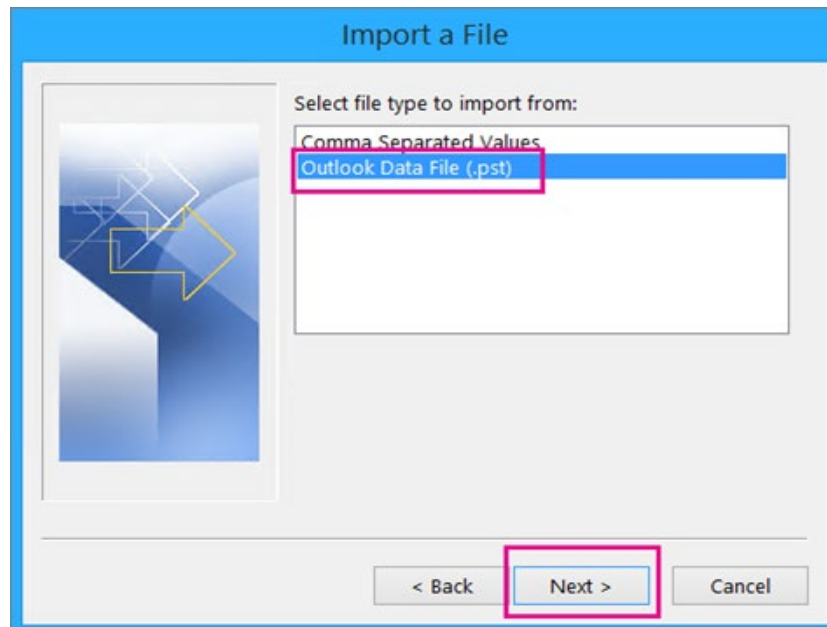 Import a File
Select file type to import from:
Comma Separated Values
Outlook Data File (.pst)
< Back
Next >
Cancel